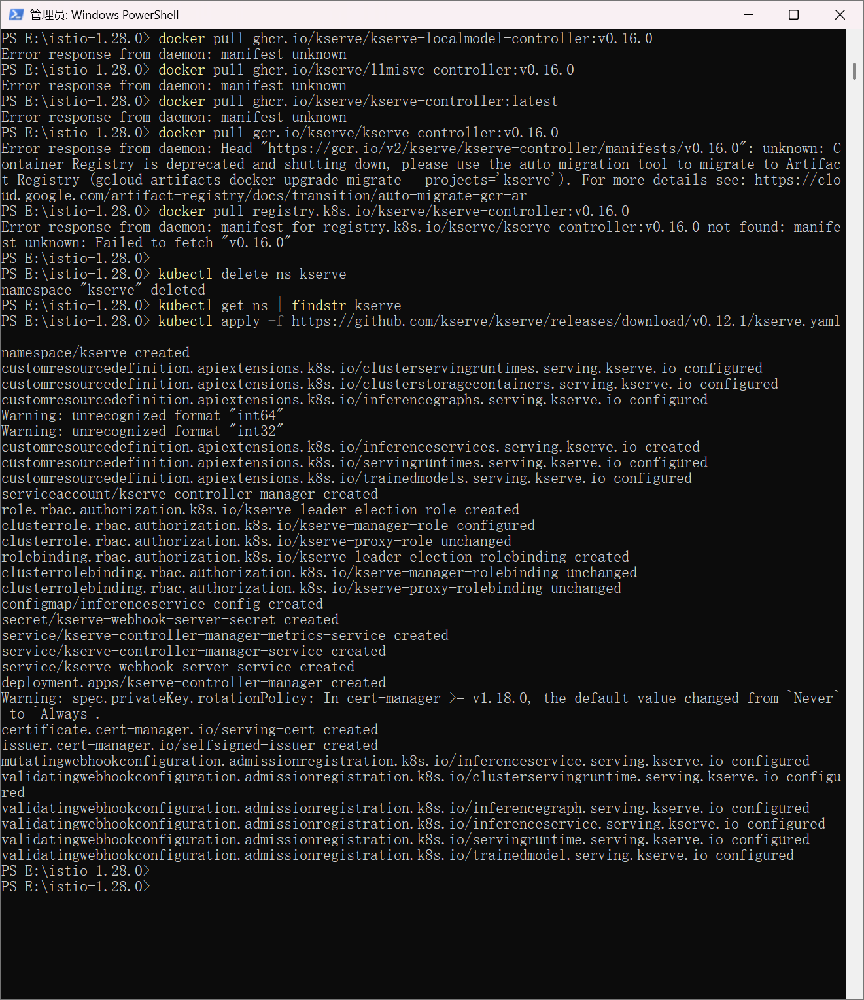 管理员: Windows PowerShell
PS E:\istio-1.28.0> docker pull ghcr.io/kserve/kserve-localmodel-controller:v0.16.0
Error response from daemon: manifest unknown
PS E:\istio-1.28.0> docker pull ghcr.io/kserve/llmisvc-controller:v0.16.0
Error response from daemon: manifest unknown
PS E:\istio-1.28.0> docker pull ghcr.io/kserve/kserve-controller:latest
Error response from daemon: manifest unknown
PS E:\istio-1.28.0> docker pull gcr.io/kserve/kserve-controller:v0.16.0
Error response from daemon: Head "https://gcr.io/v2/kserve/kserve-controller/manifests/v0.16.0": unknown: C
ontainer Registry is deprecated and shutting down, please use the auto migration tool to migrate to Artifac
t Registry (gcloud artifacts docker upgrade migrate --projects='kserve'). For more details see: https://clo
ud.google.com/artifact-registry/docs/transition/auto-migrate-gcr-ar
PS E:\istio-1.28.0> docker pull registry.k8s.io/kserve/kserve-controller:v0.16.0
Error response from daemon: manifest for registry.k8s.io/kserve/kserve-controller:v0.16.0 not found: manife
st unknown: Failed to fetch "v0.16.0"
PS E:\istio-1.28.0>
PS E:\istio-1.28.0> kubectl delete ns kserve
namespace "kserve" deleted
PS E:\istio-1.28.0> kubectl get ns | findstr kserve
PS E:\istio-1.28.0> kubectl apply -f https://github.com/kserve/kserve/releases/download/v0.12.1/kserve.yaml
namespace/kserve created
customresourcedefinition.apiextensions.k8s.io/clusterservingruntimes.serving.kserve.io configured
customresourcedefinition.apiextensions.k8s.io/clusterstoragecontainers.serving.kserve.io configured
customresourcedefinition.apiextensions.k8s.io/inferencegraphs.serving.kserve.io configured
Warning: unrecognized format "int64"
Warning: unrecognized format "int32"
customresourcedefinition.apiextensions.k8s.io/inferenceservices.serving.kserve.io created
customresourcedefinition.apiextensions.k8s.io/servingruntimes.serving.kserve.io configured
customresourcedefinition.apiextensions.k8s.io/trainedmodels.serving.kserve.io configured
serviceaccount/kserve-controller-manager created
role.rbac.authorization.k8s.io/kserve-leader-election-role created
clusterrole.rbac.authorization.k8s.io/kserve-manager-role configured
clusterrole.rbac.authorization.k8s.io/kserve-proxy-role unchanged
rolebinding.rbac.authorization.k8s.io/kserve-leader-election-rolebinding created
clusterrolebinding.rbac.authorization.k8s.io/kserve-manager-rolebinding unchanged
clusterrolebinding.rbac.authorization.k8s.io/kserve-proxy-rolebinding unchanged
configmap/inferenceservice-config created
secret/kserve-webhook-server-secret created
service/kserve-controller-manager-metrics-service created
service/kserve-controller-manager-service created
service/kserve-webhook-server-service created
deployment.apps/kserve-controller-manager created
Warning: spec.privateKey.rotationPolicy: In cert-manager >= v1.18.0, the default value changed from `Never`
 to `Always`.
certificate.cert-manager.io/serving-cert created
issuer.cert-manager.io/selfsigned-issuer created
mutatingwebhookconfiguration.admissionregistration.k8s.io/inferenceservice.serving.kserve.io configured
validatingwebhookconfiguration.admissionregistration.k8s.io/clusterservingruntime.serving.kserve.io configu
red
validatingwebhookconfiguration.admissionregistration.k8s.io/inferencegraph.serving.kserve.io configured
validatingwebhookconfiguration.admissionregistration.k8s.io/inferenceservice.serving.kserve.io configured
validatingwebhookconfiguration.admissionregistration.k8s.io/servingruntime.serving.kserve.io configured
validatingwebhookconfiguration.admissionregistration.k8s.io/trainedmodel.serving.kserve.io configured
PS E:\istio-1.28.0>
PS E:\istio-1.28.0>